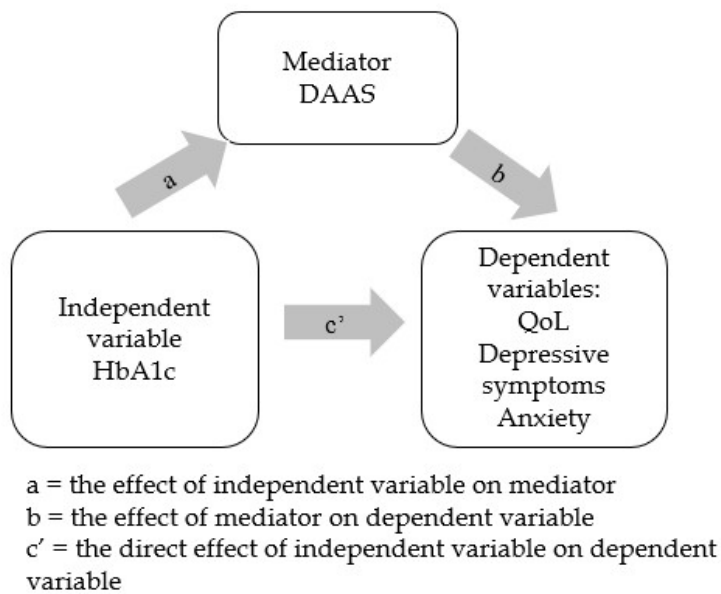 Mediator
DAAS
a
b
Independent
variable
HbA1c
c’
Dependent
variables:
QoL
Depressive
symptoms
Anxiety
a = the effect of independent variable on mediator
b = the effect of mediator on dependent variable
c’ = the direct effect of independent variable on dependent
variable